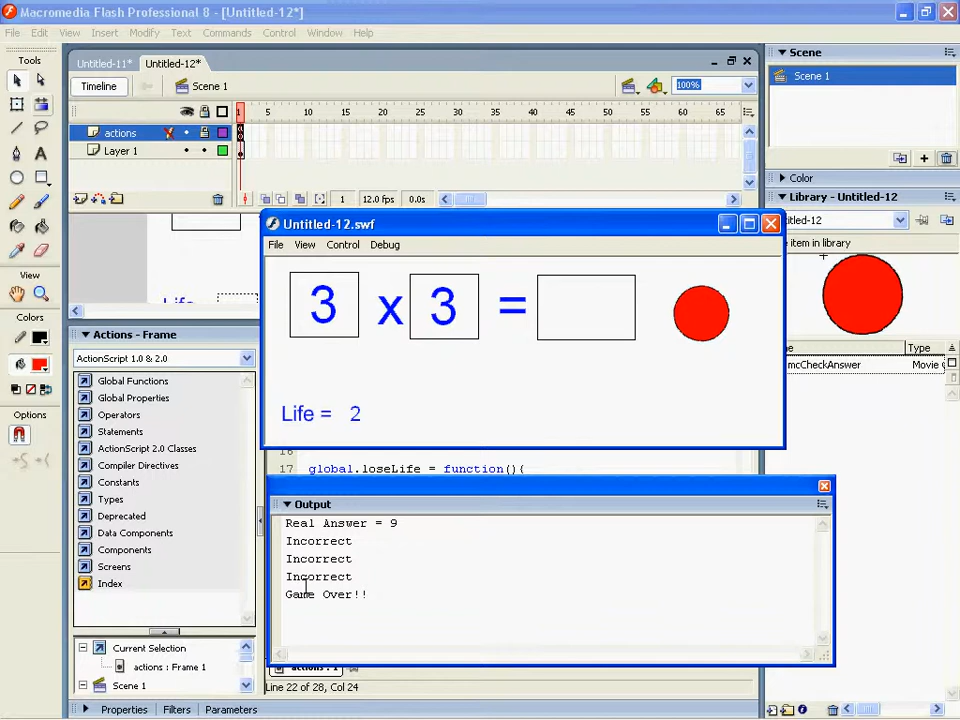 Macromedia Flash Professional 8 - [Untitled-12*]
File Edit View Insert Modify Text Commands Control Window Help
Tools
Untitled-11* Untitled-12*
Timeline Scene 1 100%
1 5 10 15 20 25 30 35 40 45 50 55 60 65
actions
Layer 1
1 12.0 fps 0.0s
View
Colors
Options
Scene
Scene 1
Color
Library - Untitled-12
item in library
Type
mcCheckAnswer Movie
Untitled-12.swf
File View Control Debug
3 x 3 =
Life = 2
Actions - Frame
ActionScript 1.0 & 2.0
Global Functions
Global Properties
Operators
Statements
ActionScript 2.0 Classes
Compiler Directives
Constants
Types
Deprecated
Data Components
Components
Screens
Index
Current Selection
actions : Frame 1
Scene 1
17 global.loseLife = function(){
Output
Real Answer = 9
Incorrect
Incorrect
Incorrect
Game Over!!
Line 22 of 28, Col 24
Properties Filters Parameters